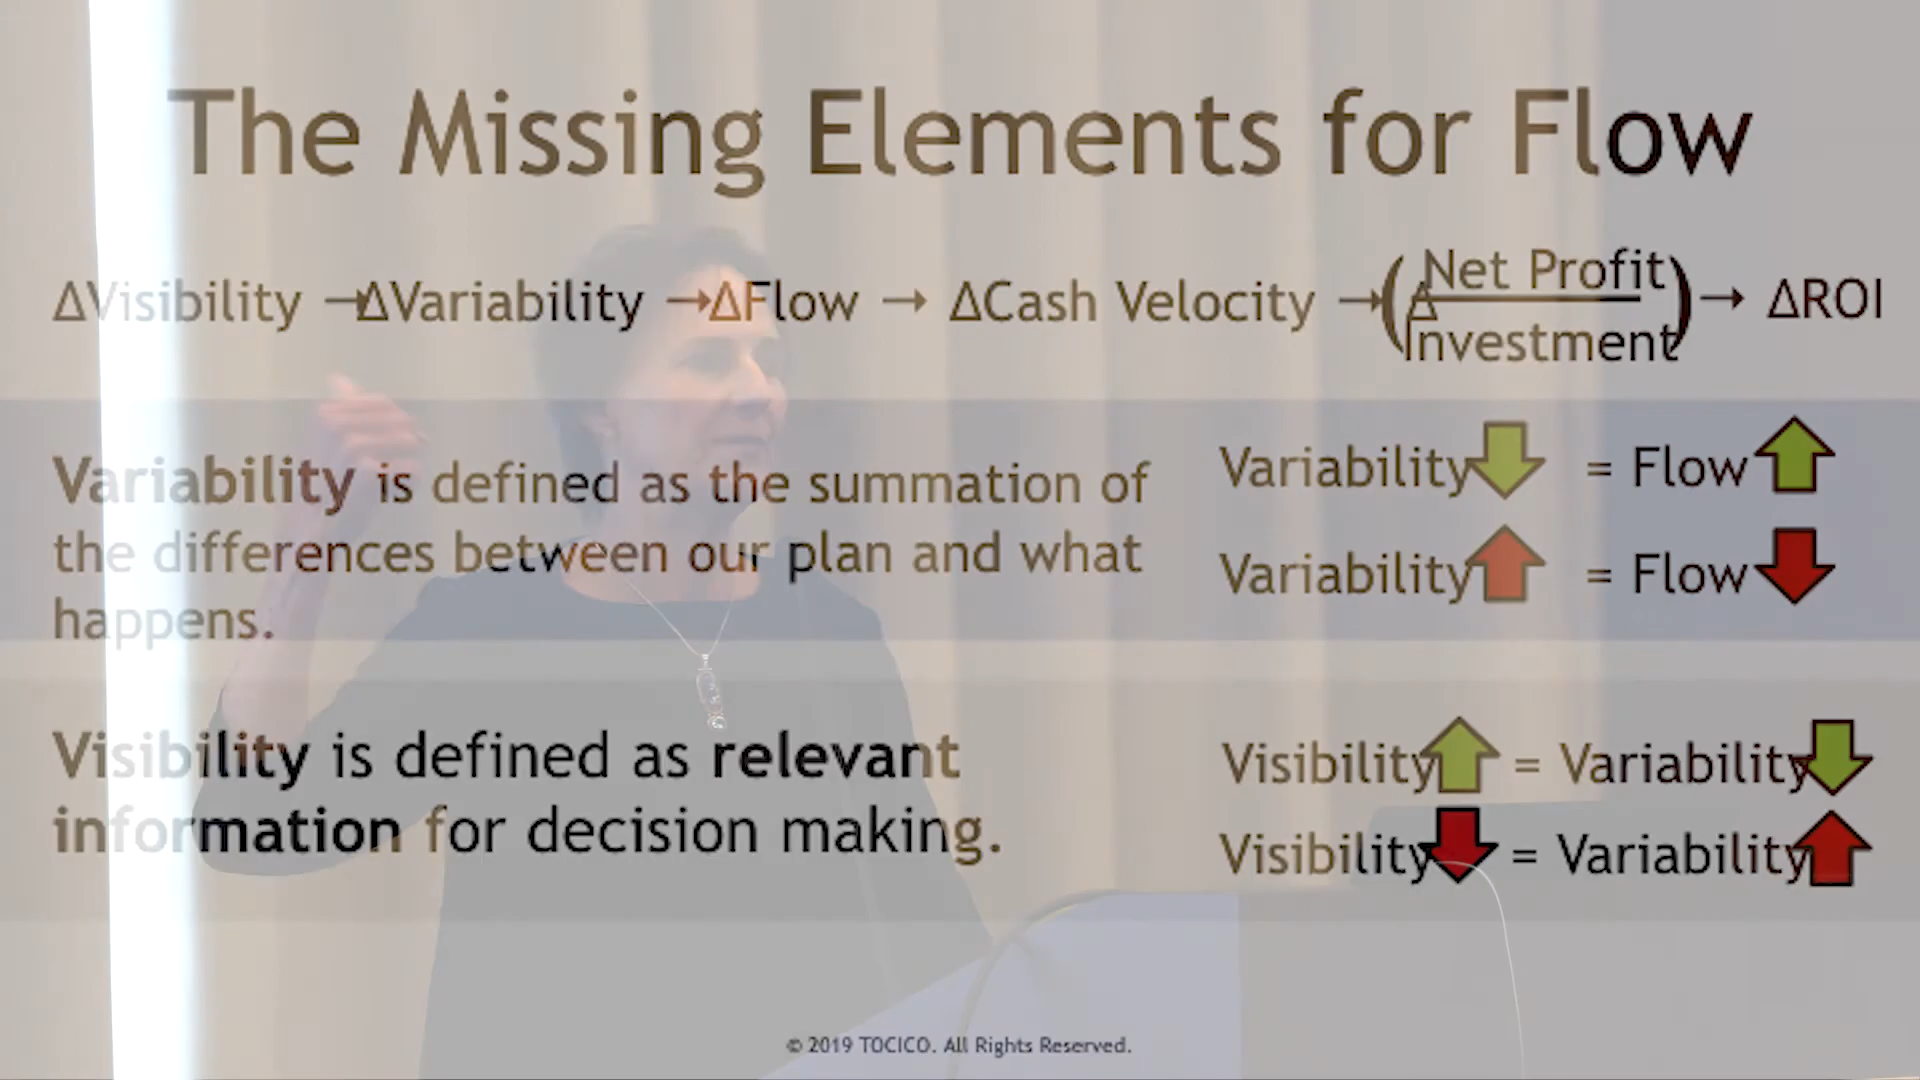 The Missing Elements for Flow
ΔVisibility → ΔVariability → ΔFlow → ΔCash Velocity → Δ(Net Profit / Investment) → ΔROI
Variability is defined as the summation of
the differences between our plan and what
happens.
Variability = Flow
Variability = Flow
Visibility is defined as relevant
information for decision making.
Visibility = Variability
Visibility = Variability
© 2019 TOCICO. All Rights Reserved.